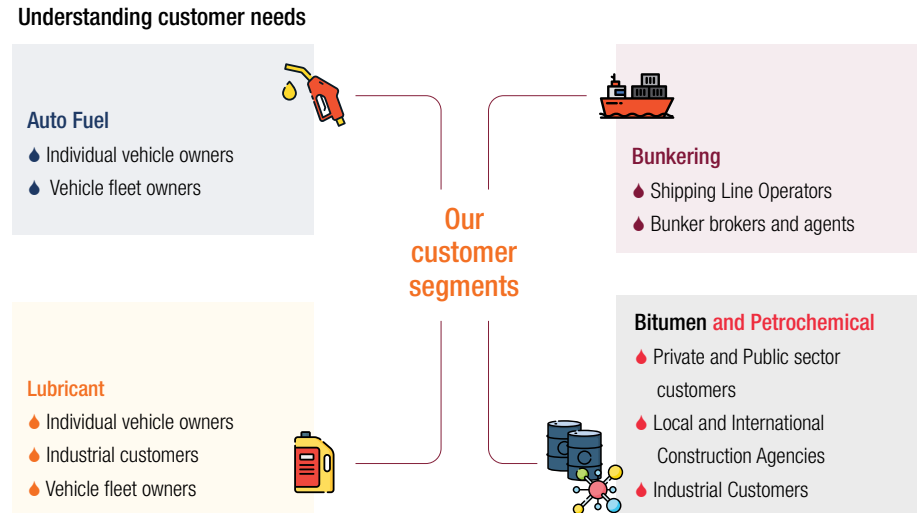 Understanding customer needs
Auto Fuel
Individual vehicle owners
Vehicle fleet owners
Bunkering
Shipping Line Operators
Bunker brokers and agents
Our
customer
segments
Lubricant
Individual vehicle owners
Industrial customers
Vehicle fleet owners
Bitumen and Petrochemical
Private and Public sector
customers
Local and International
Construction Agencies
Industrial Customers